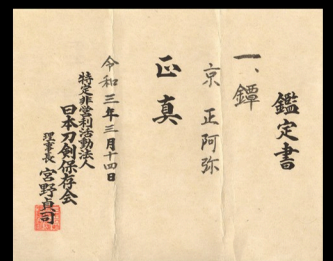 鑑定書
一、鐔
京 正阿弥
正真
令和三年三月十四日
特定非営利活動法人
日本刀剣保存会
理事長 宮野貞司